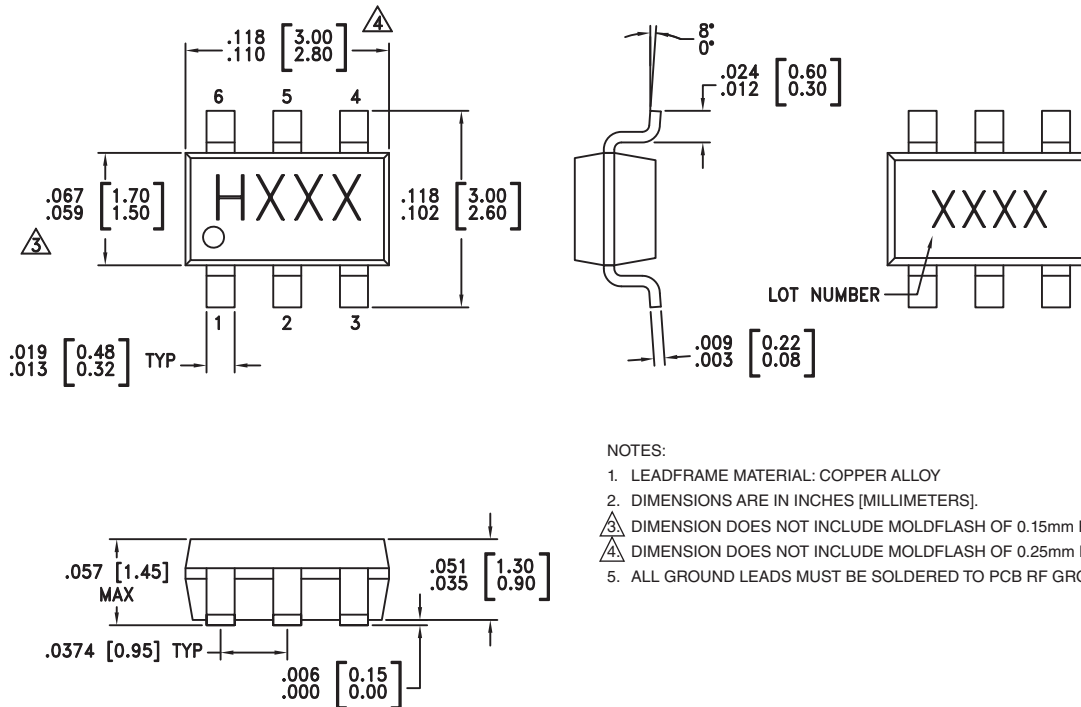 4
.118 [3.00]
.110 [2.80]
6 5 4
HXXX
.067 [1.70]
.059 [1.50]
3
.118 [3.00]
.102 [2.60]
1 2 3
.019 [0.48]
.013 [0.32] TYP
8°
0°
.024 [0.60]
.012 [0.30]
.009 [0.22]
.003 [0.08]
XXXX
LOT NUMBER
.057 [1.45]
MAX
.051 [1.30]
.035 [0.90]
.0374 [0.95] TYP
.006 [0.15]
.000 [0.00]
NOTES:
1. LEADFRAME MATERIAL: COPPER ALLOY
2. DIMENSIONS ARE IN INCHES [MILLIMETERS].
3. DIMENSION DOES NOT INCLUDE MOLDFLASH OF 0.15mm
4. DIMENSION DOES NOT INCLUDE MOLDFLASH OF 0.25mm
5. ALL GROUND LEADS MUST BE SOLDERED TO PCB RF